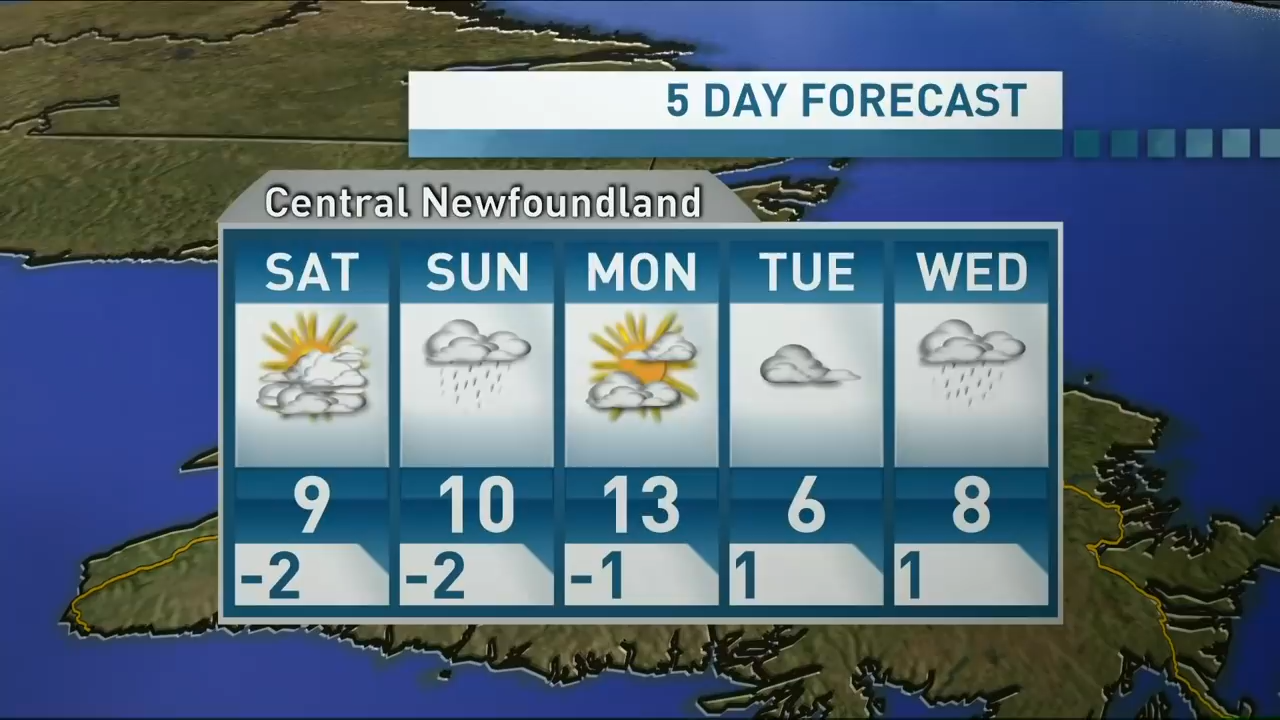 5 DAY FORECAST
Central Newfoundland
SAT SUN MON TUE WED
9 10 13 6 8
-2 -2 -1 1 1